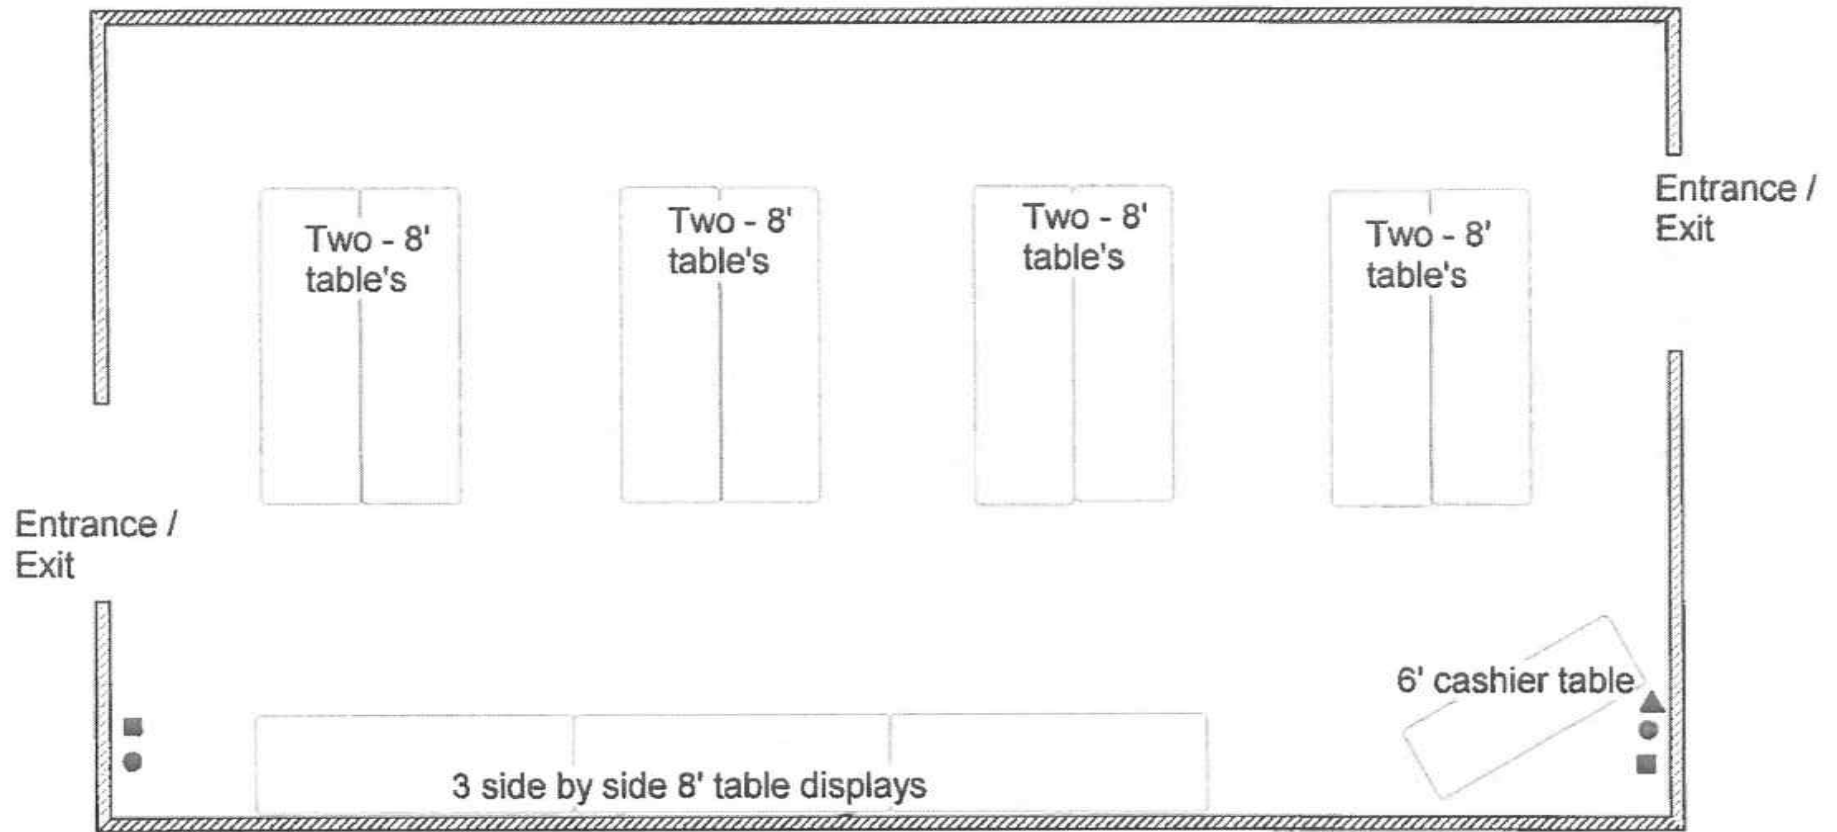 Two - 8'
table's
Two - 8'
table's
Two - 8'
table's
Two - 8'
table's
Entrance /
Exit
Entrance /
Exit
6' cashier table
3 side by side 8' table displays